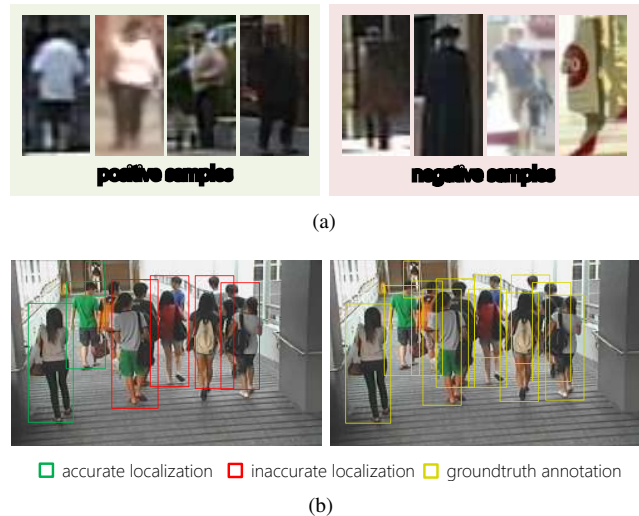 positive samples
negative samples
(a)
accurate localization
inaccurate localization
groundtruth annotation
(b)